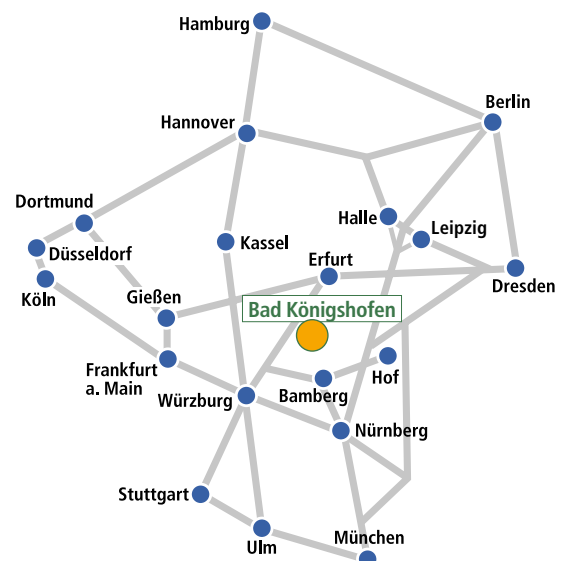 Hamburg
Berlin
Hannover
Dortmund
Halle
Leipzig
Düsseldorf
Kassel
Erfurt
Köln
Gießen
Dresden
Bad Königshofen
Frankfurt
a. Main
Hof
Bamberg
Würzburg
Nürnberg
Stuttgart
Ulm
München